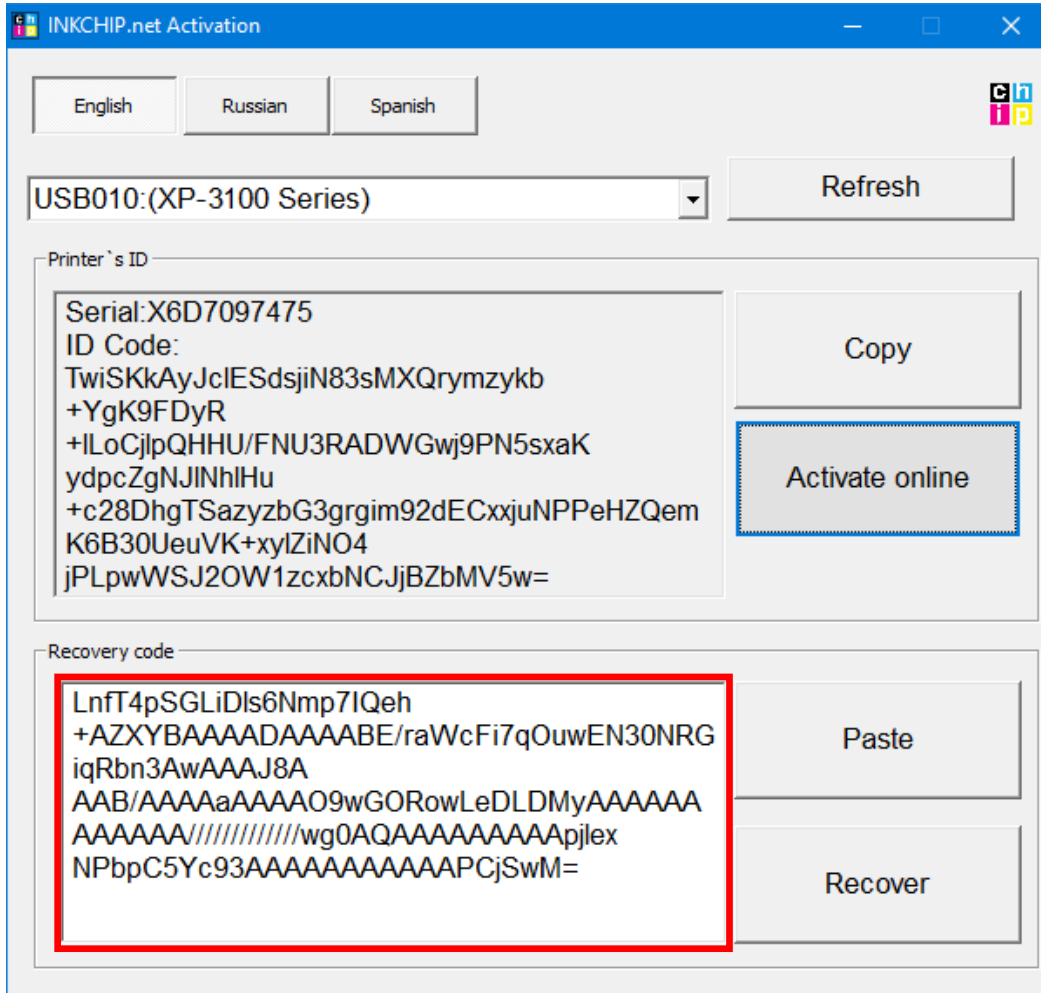 INKCHIP.net Activation
English
Russian
Spanish
chip
USB010:(XP-3100 Series)
Refresh
Printer`s ID
Serial:X6D7097475
ID Code:
TwiSKkAyJclESdsjiN83sMXQrymzykb
+YgK9FDyR
+lLoCjlpQHHU/FNU3RADWGwj9PN5sxaK
ydpcZgNJlNhlHu
+c28DhgTSazyzbG3grgim92dECxxjuNPPeHZQem
K6B30UeuVK+xylZiNO4
jPLpwWSJ2OW1zcxbNCJjBZbMV5w=
Copy
Activate online
Recovery code
LnfT4pSGLiDls6Nmp7IQeh
+AZXYBAAAADAAAABE/raWcFi7qOuwEN30NRG
iqRbn3AwAAAJ8A
AAB/AAAAaAAAAO9wGORowLeDLDMyAAAAAA
AAAAAA/////////////wg0AQAAAAAAAAApjlex
NPbpC5Yc93AAAAAAAAAAAPCjSwM=
Paste
Recover